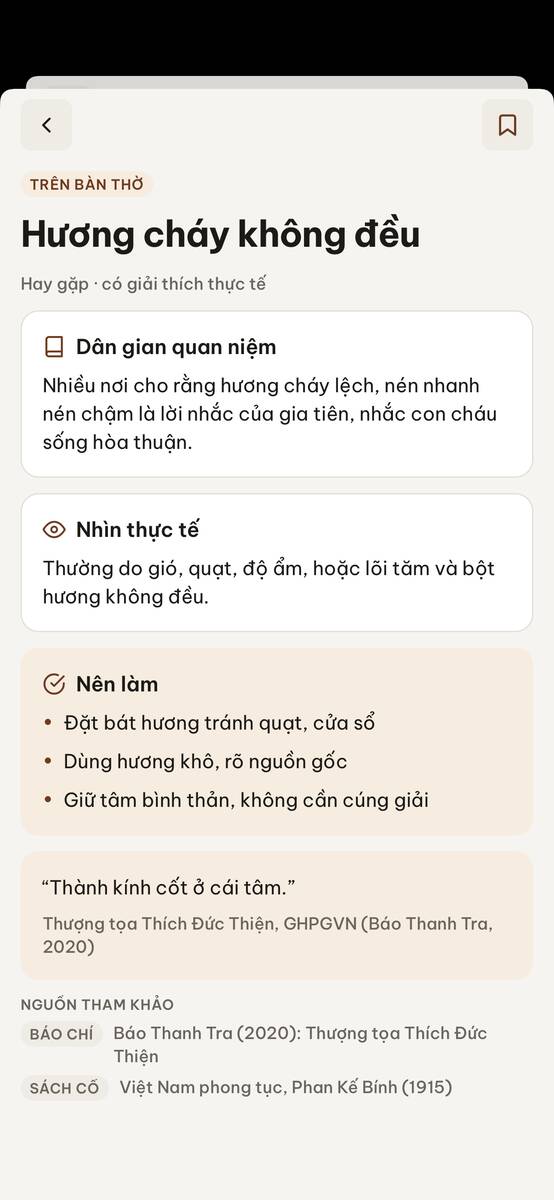 TRÊN BÀN THỜ
Hương cháy không đều
Hay gặp · có giải thích thực tế
Dân gian quan niệm
Nhiều nơi cho rằng hương cháy lệch, nén nhanh
nén chậm là lời nhắc của gia tiên, nhắc con cháu
sống hòa thuận.
Nhìn thực tế
Thường do gió, quạt, độ ẩm, hoặc lõi tăm và bột
hương không đều.
Nên làm
• Đặt bát hương tránh quạt, cửa sổ
• Dùng hương khô, rõ nguồn gốc
• Giữ tâm bình thản, không cần cúng giải
“Thành kính cốt ở cái tâm.”
Thượng tọa Thích Đức Thiện, GHPGVN (Báo Thanh Tra,
2020)
NGUỒN THAM KHẢO
BÁO CHÍ Báo Thanh Tra (2020): Thượng tọa Thích Đức
Thiện
SÁCH CỔ Việt Nam phong tục, Phan Kế Bính (1915)